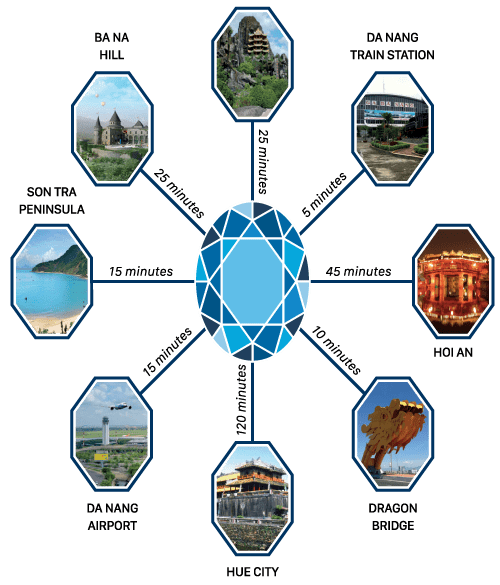 BA NA
HILL
DA NANG
TRAIN STATION
25 minutes
25 minutes
5 minutes
SON TRA
PENINSULA
15 minutes
45 minutes
HOI AN
15 minutes
10 minutes
120 minutes
DA NANG
AIRPORT
DRAGON
BRIDGE
HUE CITY